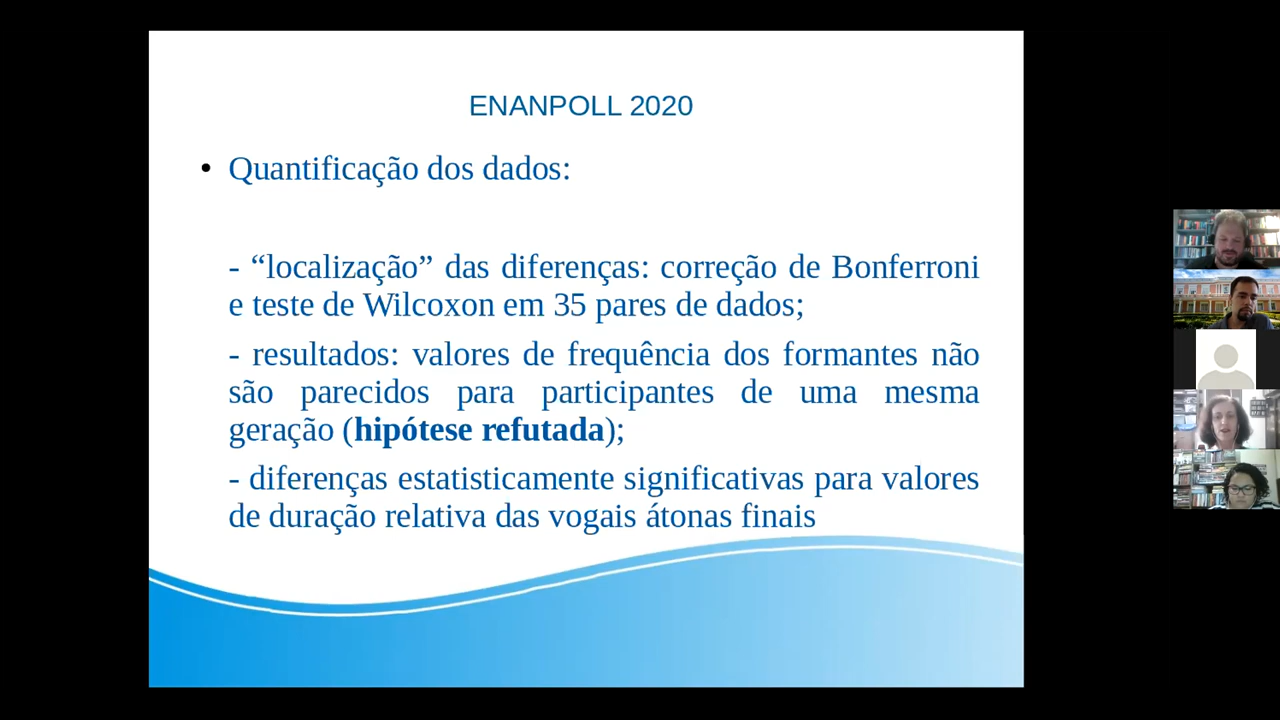 ENANPOLL 2020
• Quantificação dos dados:
- “localização” das diferenças: correção de Bonferroni
e teste de Wilcoxon em 35 pares de dados;
- resultados: valores de frequência dos formantes não
são parecidos para participantes de uma mesma
geração (hipótese refutada);
- diferenças estatisticamente significativas para valores
de duração relativa das vogais átonas finais